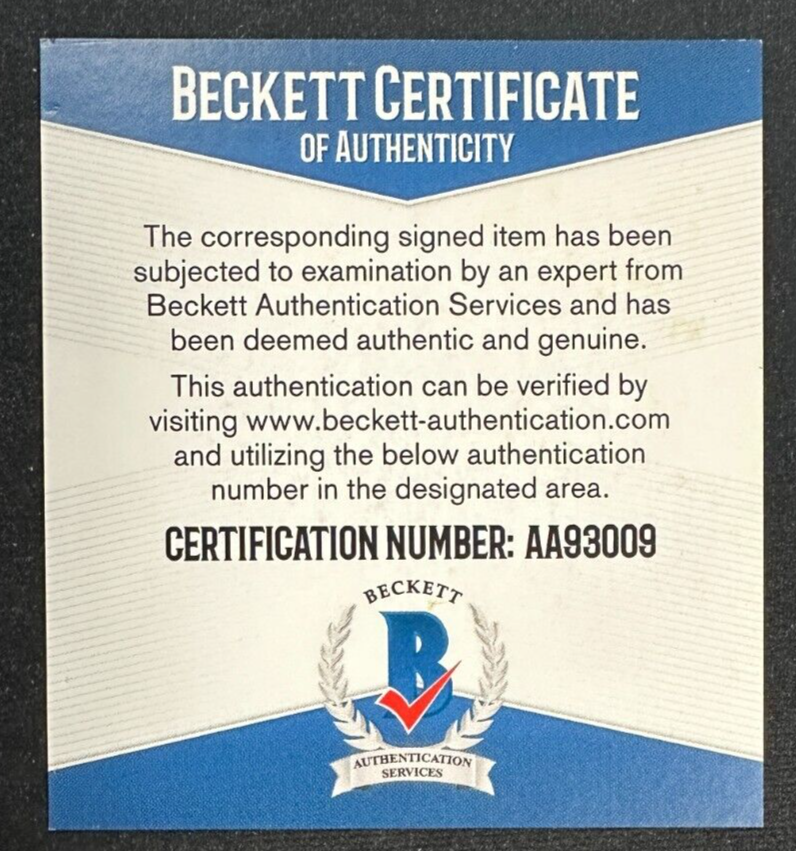 BECKETT CERTIFICATE
OF AUTHENTICITY
The corresponding signed item has been
subjected to examination by an expert from
Beckett Authentication Services and has
been deemed authentic and genuine.
This authentication can be verified by
visiting www.beckett-authentication.com
and utilizing the below authentication
number in the designated area.
CERTIFICATION NUMBER: AA93009
BECKETT
B
AUTHENTICATION
SERVICES